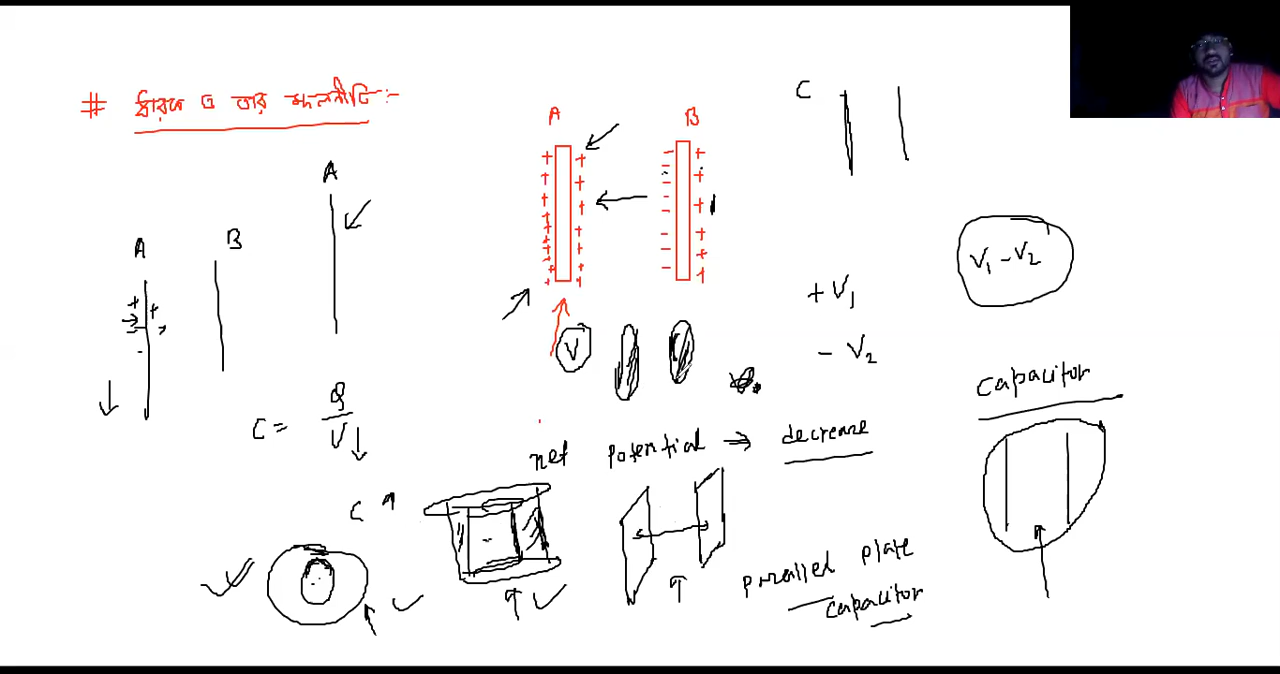 # ধারক ও তার মূলনীতি :-
A B C
A
A B
+ V₁
V₁ - V₂
- V₂
V
C = Q / V ↓
Capacitor
net potential ⇒ decrease
C ↑
parallel plate
capacitor